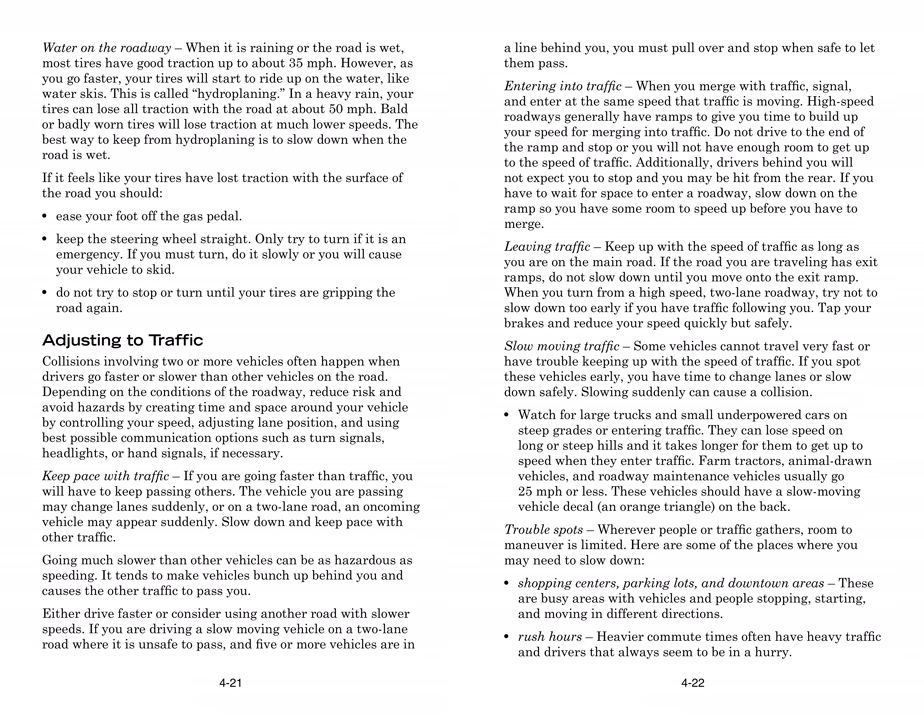 Water on the roadway – When it is raining or the road is wet,
most tires have good traction up to about 35 mph. However, as
you go faster, your tires will start to ride up on the water, like
water skis. This is called “hydroplaning.” In a heavy rain, your
tires can lose all traction with the road at about 50 mph. Bald
or badly worn tires will lose traction at much lower speeds. The
best way to keep from hydroplaning is to slow down when the
road is wet.
If it feels like your tires have lost traction with the surface of
the road you should:
• ease your foot off the gas pedal.
• keep the steering wheel straight. Only try to turn if it is an
emergency. If you must turn, do it slowly or you will cause
your vehicle to skid.
• do not try to stop or turn until your tires are gripping the
road again.
Adjusting to Traffic
Collisions involving two or more vehicles often happen when
drivers go faster or slower than other vehicles on the road.
Depending on the conditions of the roadway, reduce risk and
avoid hazards by creating time and space around your vehicle
by controlling your speed, adjusting lane position, and using
best possible communication options such as turn signals,
headlights, or hand signals, if necessary.
Keep pace with traffic – If you are going faster than traffic, you
will have to keep passing others. The vehicle you are passing
may change lanes suddenly, or on a two-lane road, an oncoming
vehicle may appear suddenly. Slow down and keep pace with
other traffic.
Going much slower than other vehicles can be as hazardous as
speeding. It tends to make vehicles bunch up behind you and
causes the other traffic to pass you.
Either drive faster or consider using another road with slower
speeds. If you are driving a slow moving vehicle on a two-lane
road where it is unsafe to pass, and five or more vehicles are in
4-21
a line behind you, you must pull over and stop when safe to let
them pass.
Entering into traffic – When you merge with traffic, signal,
and enter at the same speed that traffic is moving. High-speed
roadways generally have ramps to give you time to build up
your speed for merging into traffic. Do not drive to the end of
the ramp and stop or you will not have enough room to get up
to the speed of traffic. Additionally, drivers behind you will
not expect you to stop and you may be hit from the rear. If you
have to wait for space to enter a roadway, slow down on the
ramp so you have some room to speed up before you have to
merge.
Leaving traffic – Keep up with the speed of traffic as long as
you are on the main road. If the road you are traveling has exit
ramps, do not slow down until you move onto the exit ramp.
When you turn from a high speed, two-lane roadway, try not to
slow down too early if you have traffic following you. Tap your
brakes and reduce your speed quickly but safely.
Slow moving traffic – Some vehicles cannot travel very fast or
have trouble keeping up with the speed of traffic. If you spot
these vehicles early, you have time to change lanes or slow
down safely. Slowing suddenly can cause a collision.
• Watch for large trucks and small underpowered cars on
steep grades or entering traffic. They can lose speed on
long or steep hills and it takes longer for them to get up to
speed when they enter traffic. Farm tractors, animal-drawn
vehicles, and roadway maintenance vehicles usually go
25 mph or less. These vehicles should have a slow-moving
vehicle decal (an orange triangle) on the back.
Trouble spots – Wherever people or traffic gathers, room to
maneuver is limited. Here are some of the places where you
may need to slow down:
• shopping centers, parking lots, and downtown areas – These
are busy areas with vehicles and people stopping, starting,
and moving in different directions.
• rush hours – Heavier commute times often have heavy traffic
and drivers that always seem to be in a hurry.
4-22